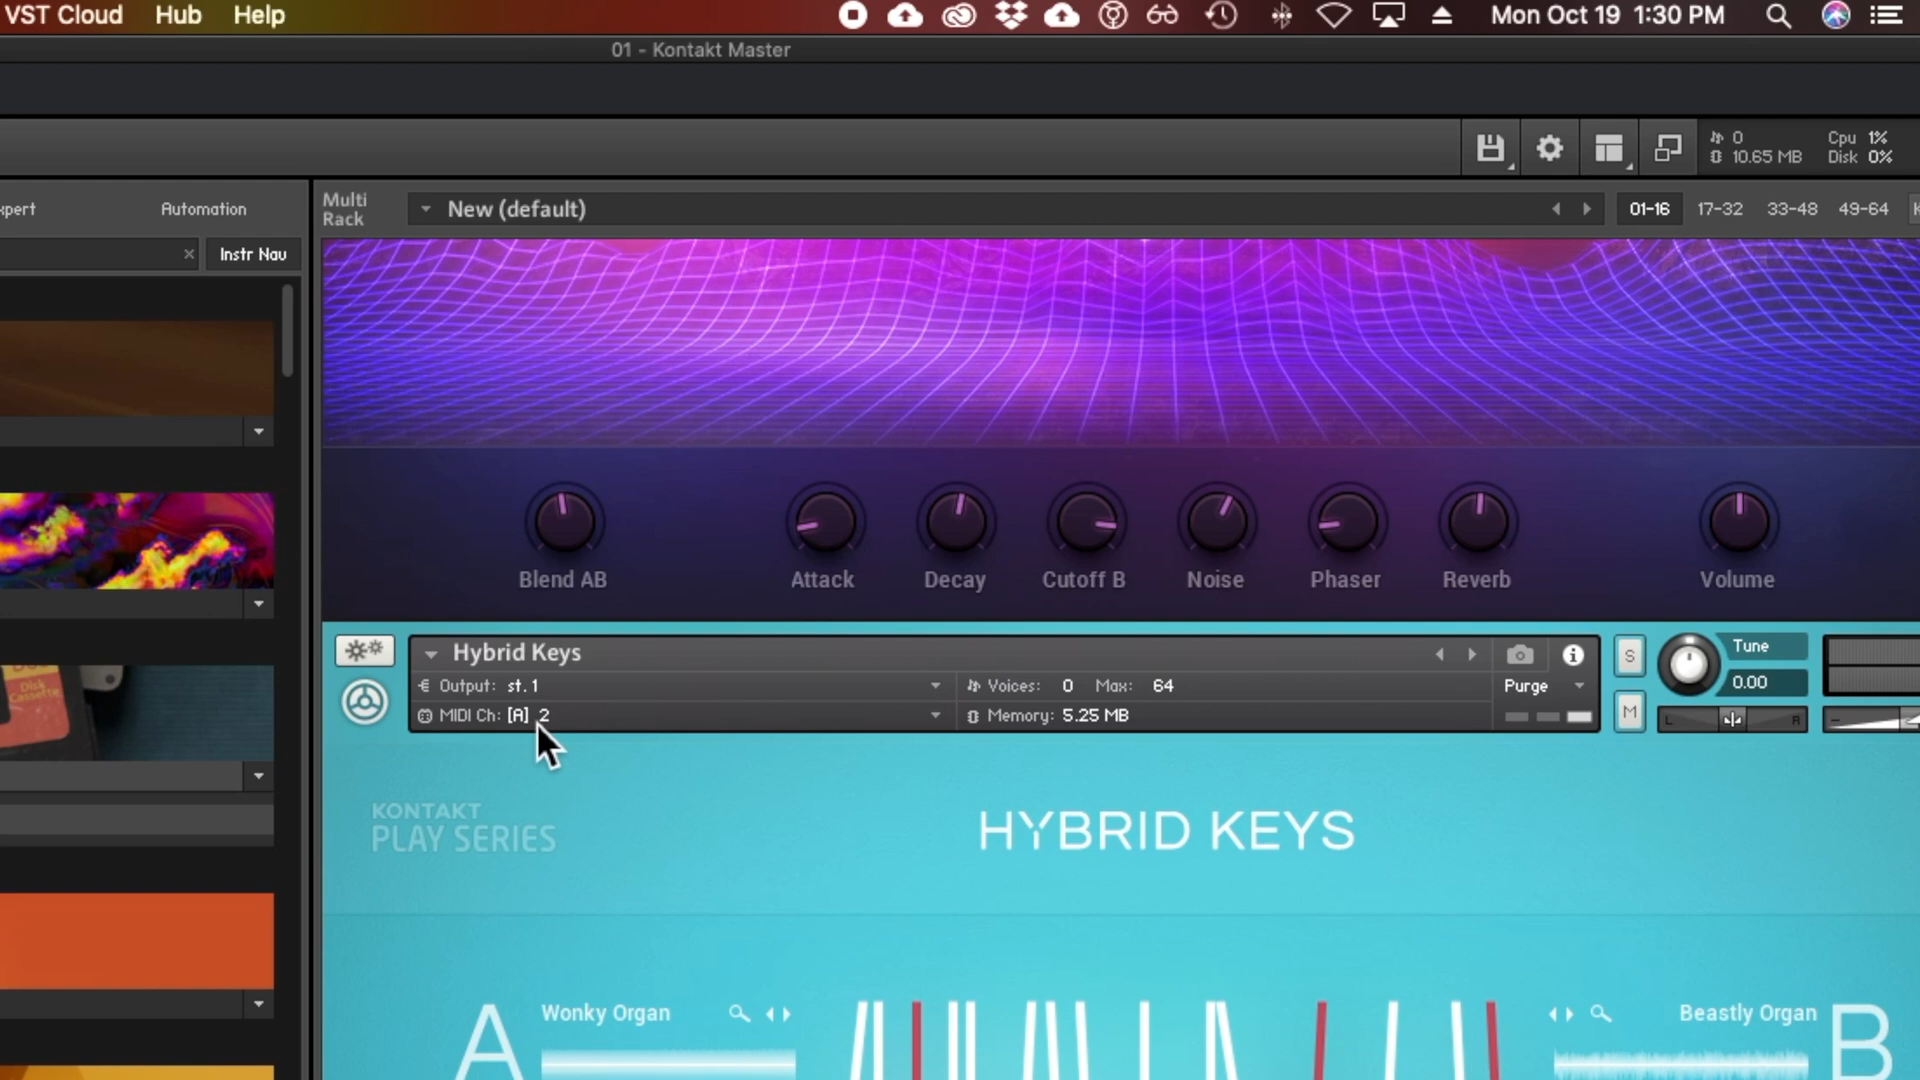 VST Cloud Hub Help Mon Oct 19 1:30 PM
01 - Kontakt Master
0 Cpu 1%
10.65 MB Disk 0%
xpert Automation Multi Rack New (default) 01-16 17-32 33-48 49-64 K
Instr Nav
Blend AB Attack Decay Cutoff B Noise Phaser Reverb Volume
Hybrid Keys S Tune
Output: st. 1 Voices: 0 Max: 64 Purge 0.00
MIDI Ch: [A] 2 Memory: 5.25 MB M L R
Disk Cassette
KONTAKT
PLAY SERIES
HYBRID KEYS
A Wonky Organ Beastly Organ B